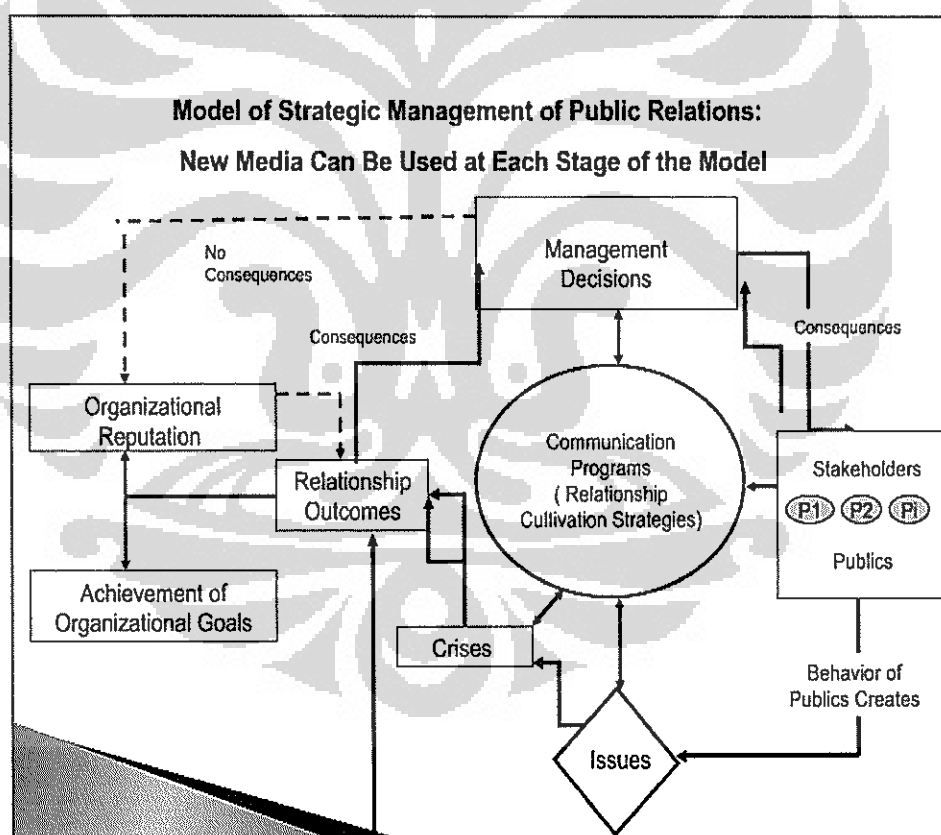 Model of Strategic Management of Public Relations:
New Media Can Be Used at Each Stage of the Model
Management
Decisions
No
Consequences
Consequences
Consequences
Organizational
Reputation
Communication
Programs
( Relationship
Cultivation Strategies)
Stakeholders
P1 P2 Pi
Publics
Relationship
Outcomes
Achievement of
Organizational Goals
Crises
Behavior of
Publics Creates
Issues